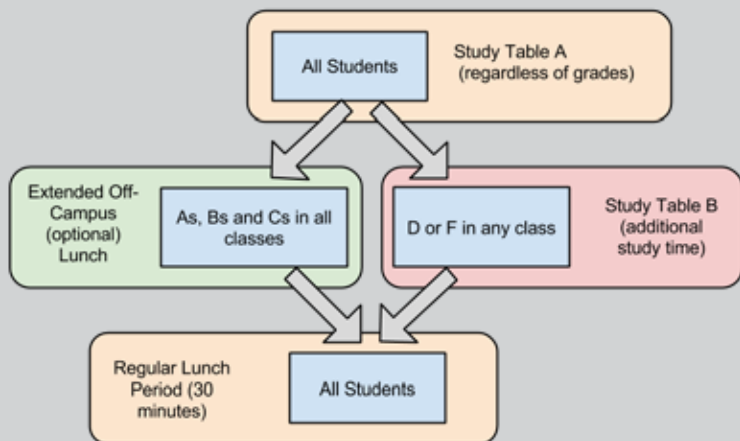 All Students
Study Table A
(regardless of grades)
Extended Off-
Campus
(optional)
Lunch
As, Bs and Cs in all
classes
D or F in any class
Study Table B
(additional
study time)
Regular Lunch
Period (30
minutes)
All Students